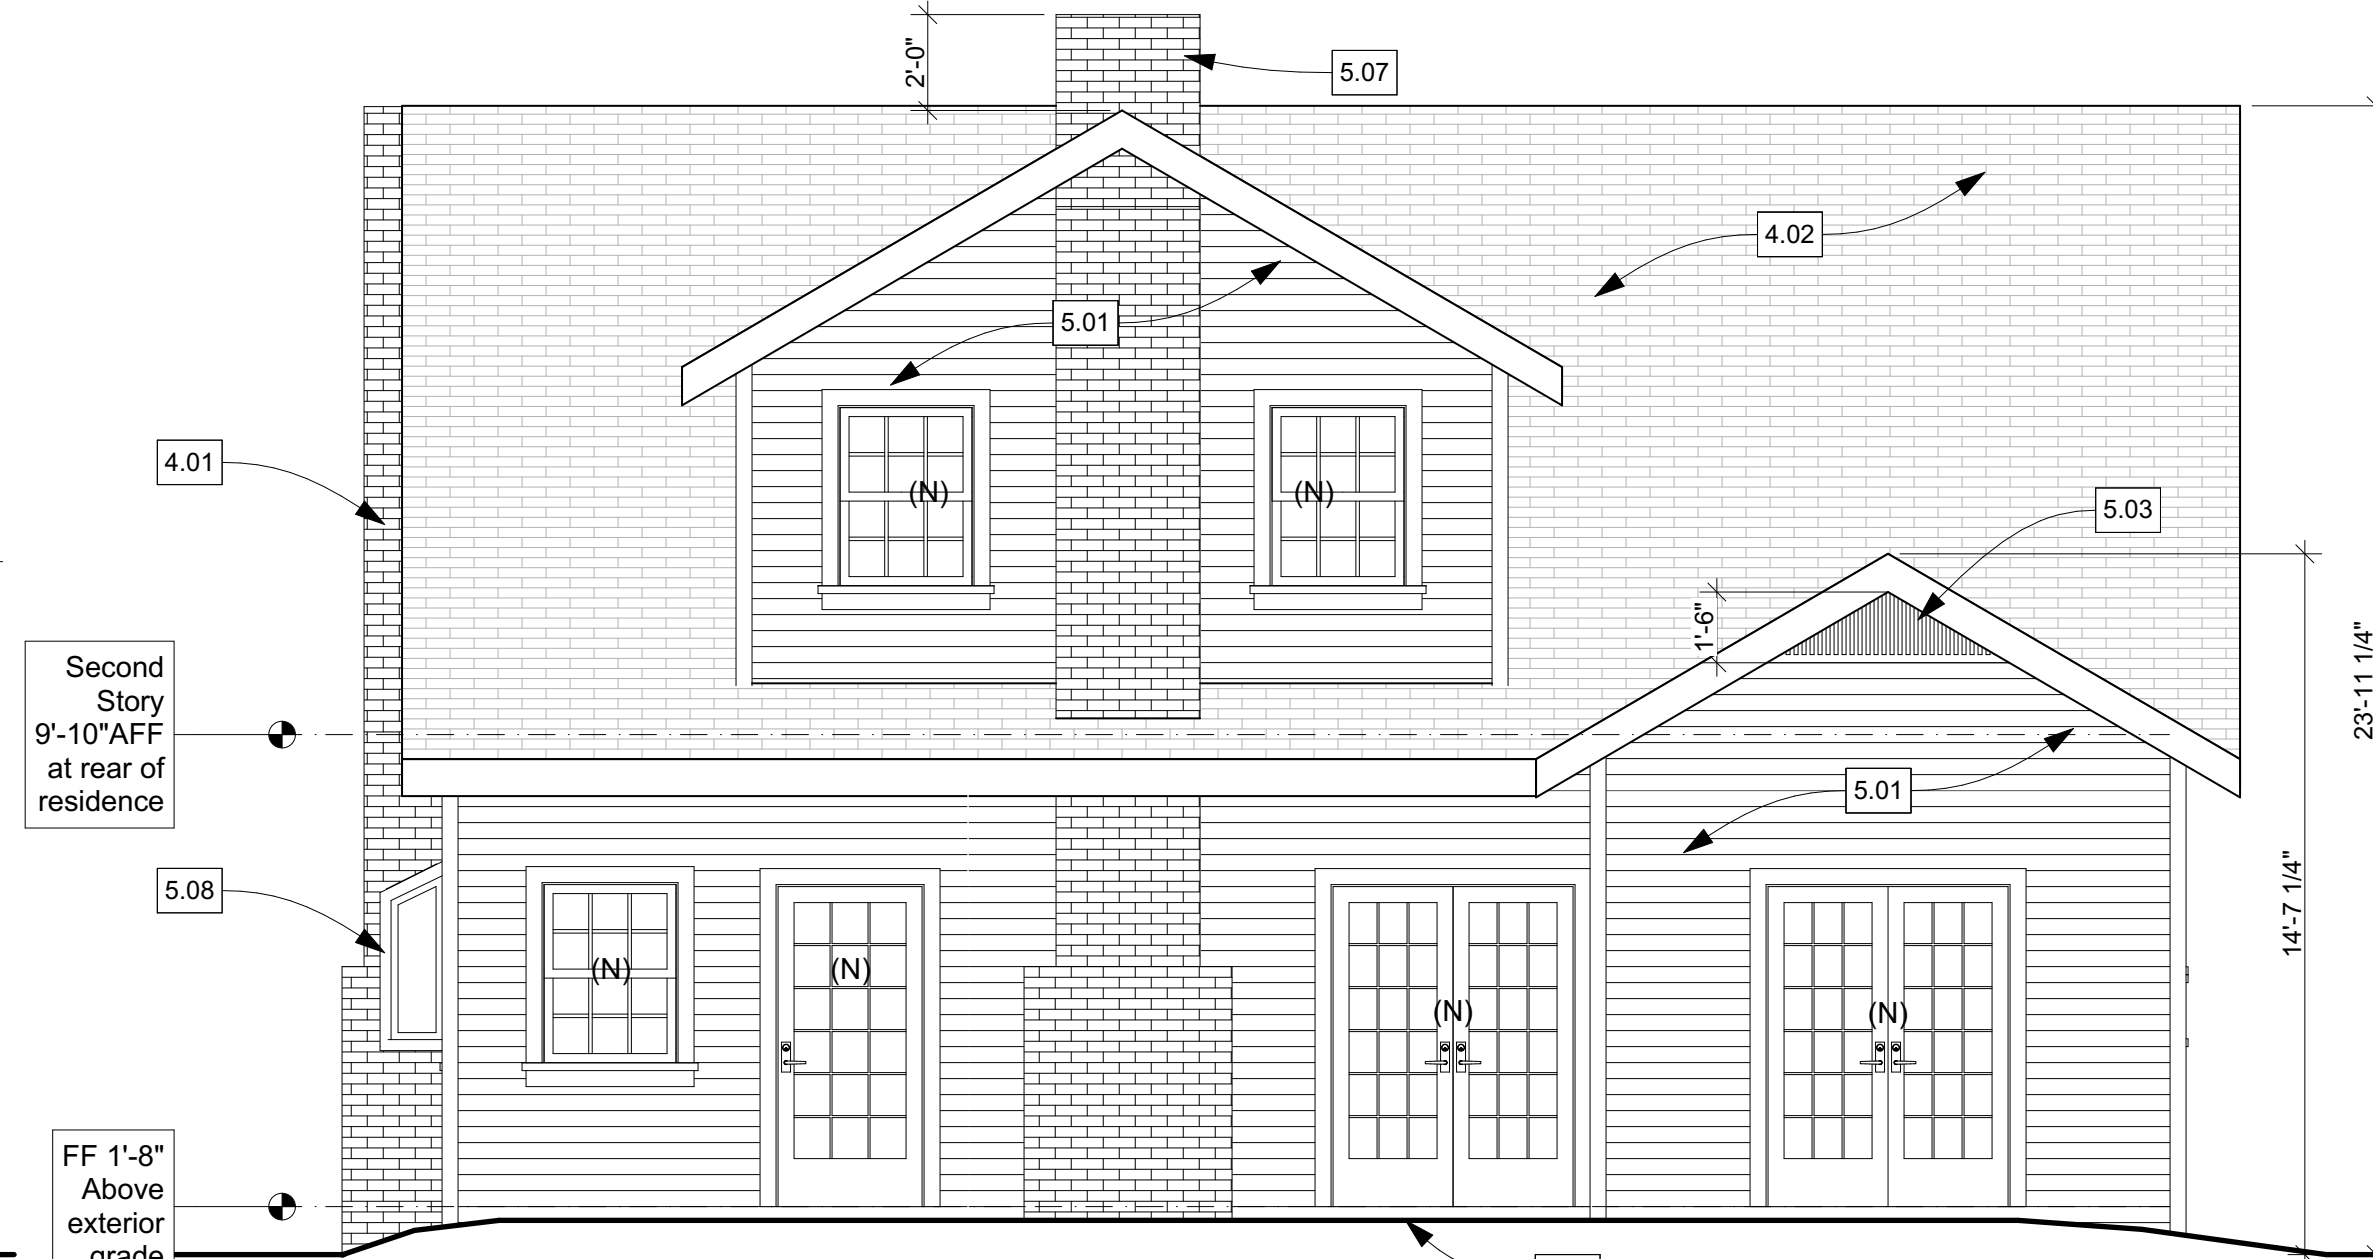 2'-0"
5.07
4.02
5.01
4.01
(N)
(N)
5.03
1'-6"
23'-11 1/4"
Second
Story
9'-10"AFF
at rear of
residence
5.01
14'-7 1/4"
5.08
(N)
(N)
(N)
(N)
FF 1'-8"
Above
exterior
grade